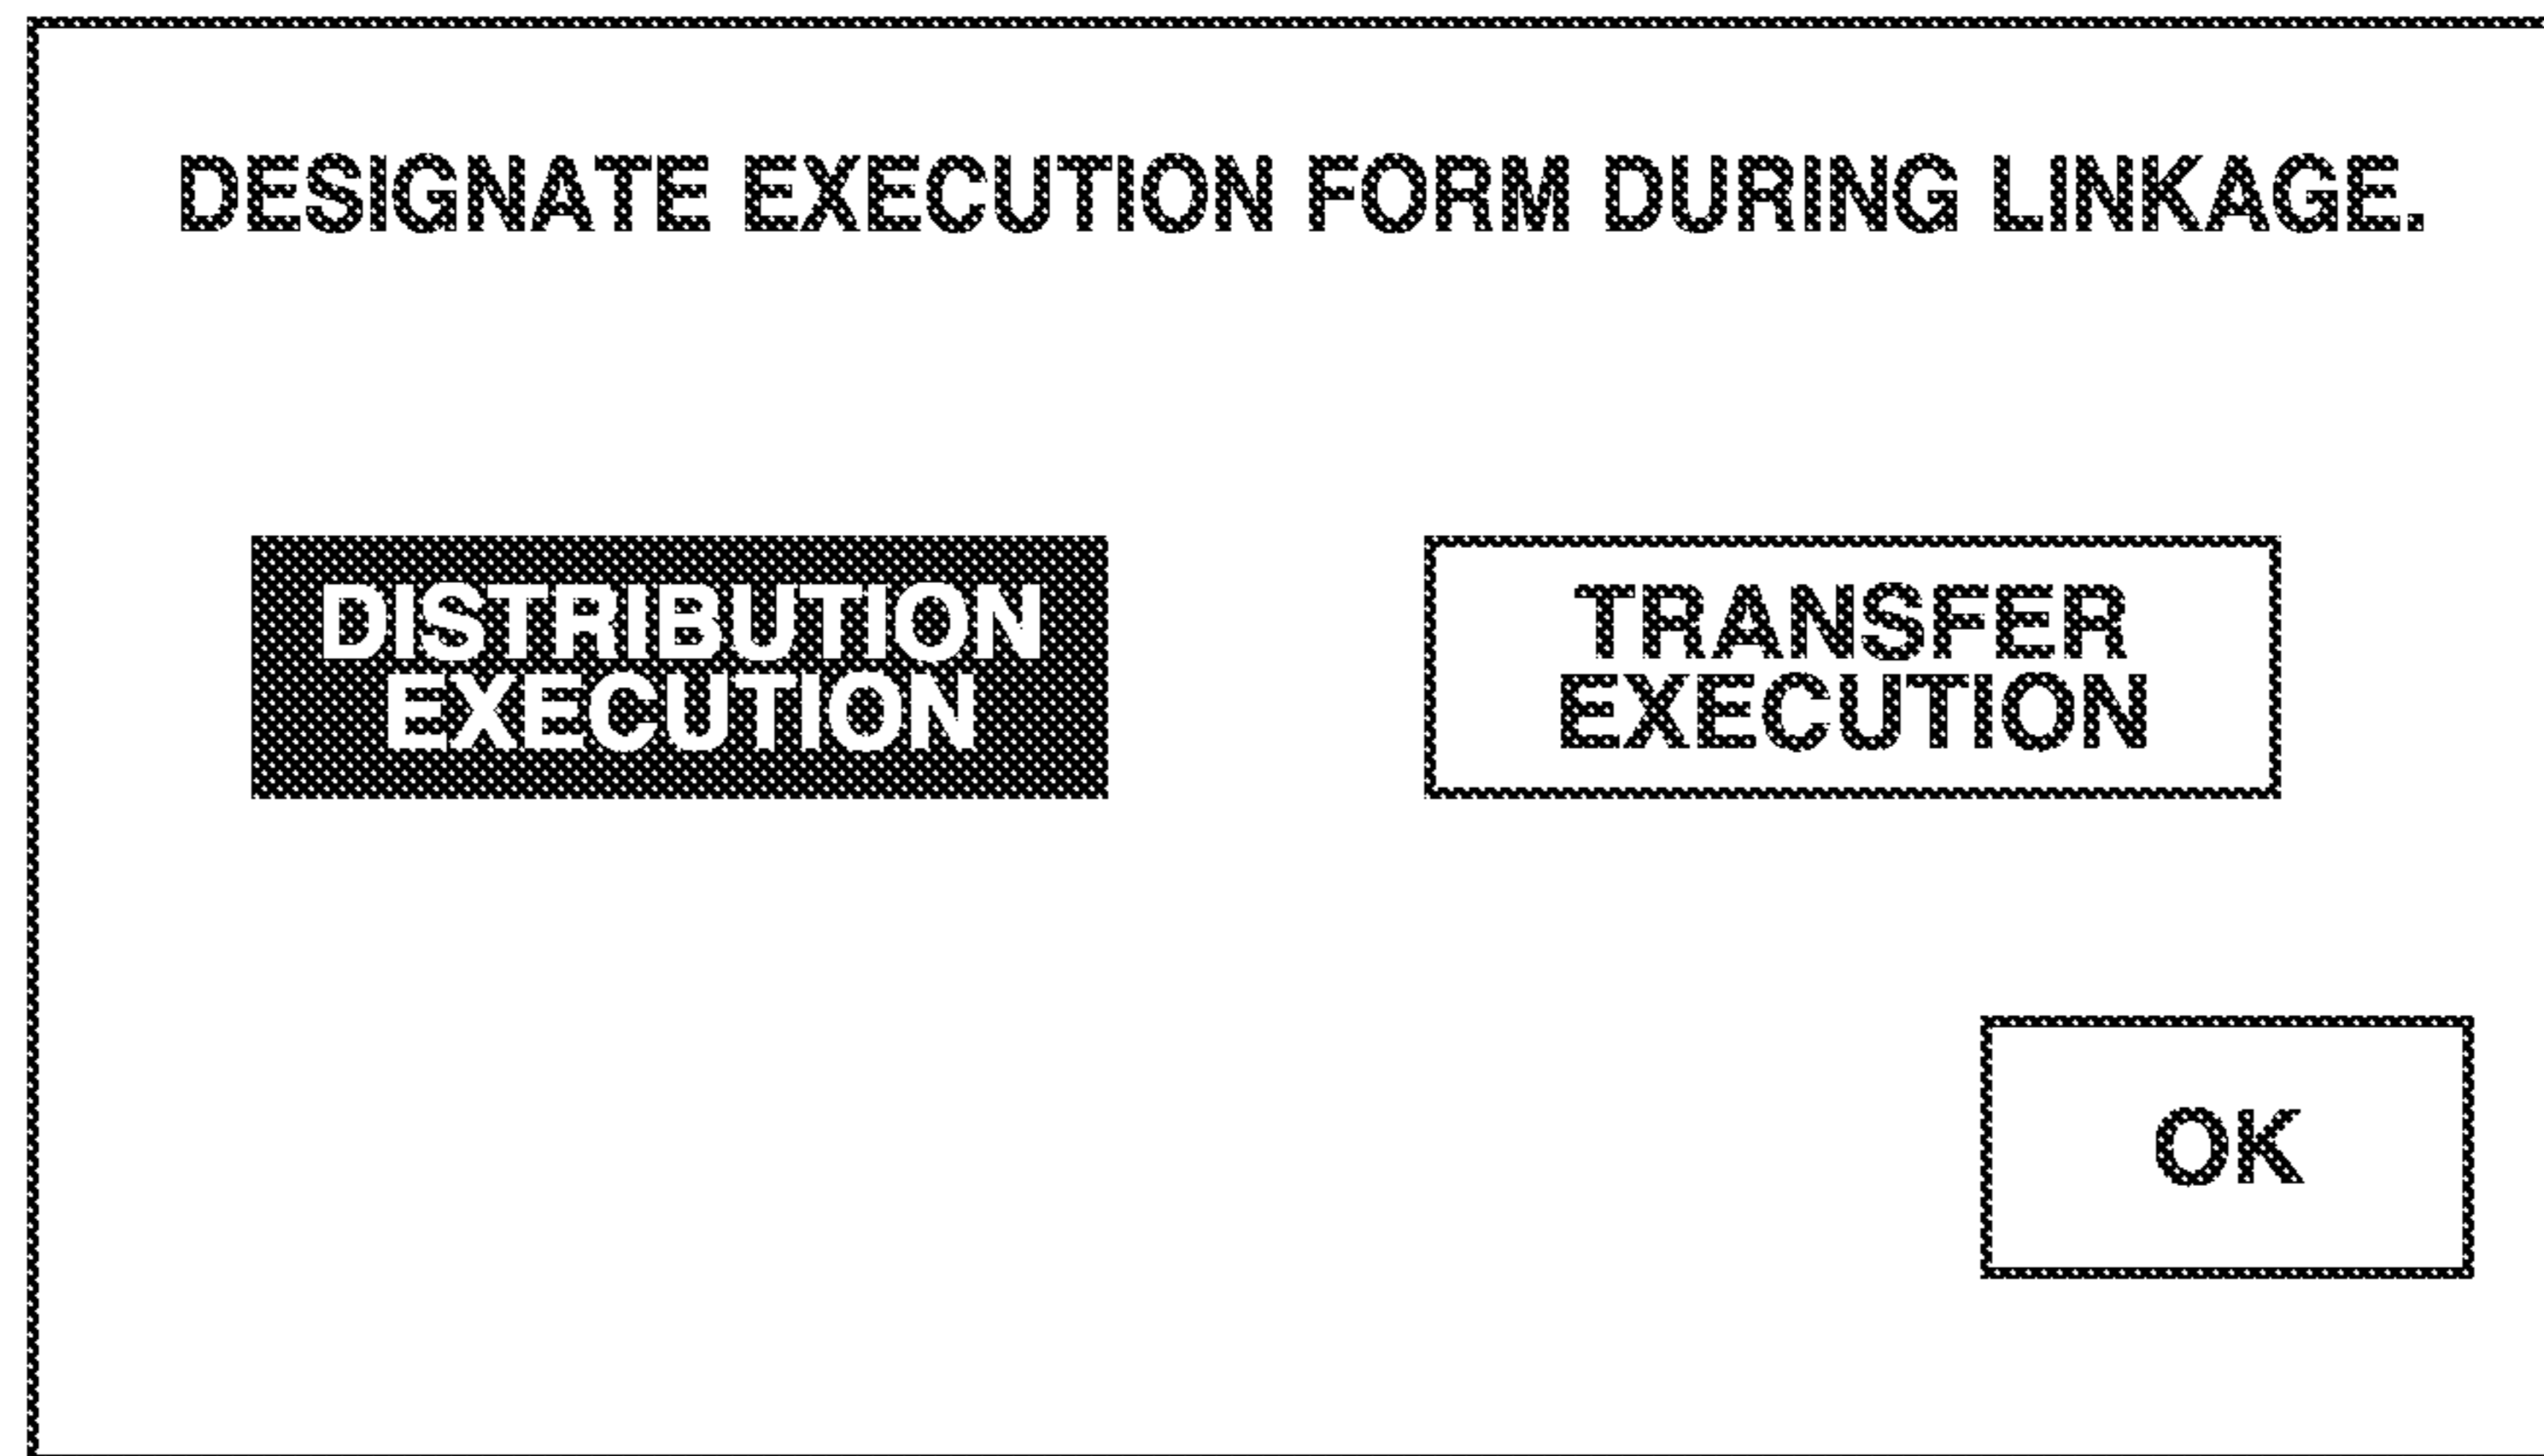 DESIGNATE EXECUTION FORM DURING LINKAGE.
DISTRIBUTION
EXECUTION
TRANSFER
EXECUTION
OK